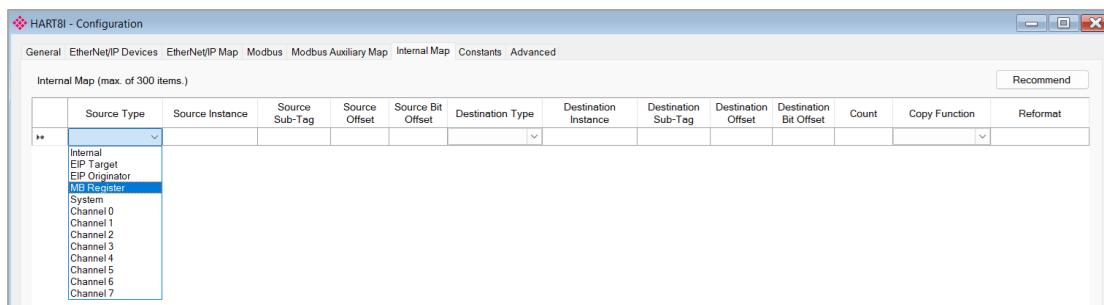 HART8I - Configuration
General EtherNet/IP Devices EtherNet/IP Map Modbus Modbus Auxiliary Map Internal Map Constants Advanced
Internal Map (max. of 300 items.)
Recommend
Source Type Source Instance Source Sub-Tag Source Offset Source Bit Offset Destination Type Destination Instance Destination Sub-Tag Destination Offset Destination Bit Offset Count Copy Function Reformat
Internal
EIP Target
EIP Originator
MB Register
System
Channel 0
Channel 1
Channel 2
Channel 3
Channel 4
Channel 5
Channel 6
Channel 7